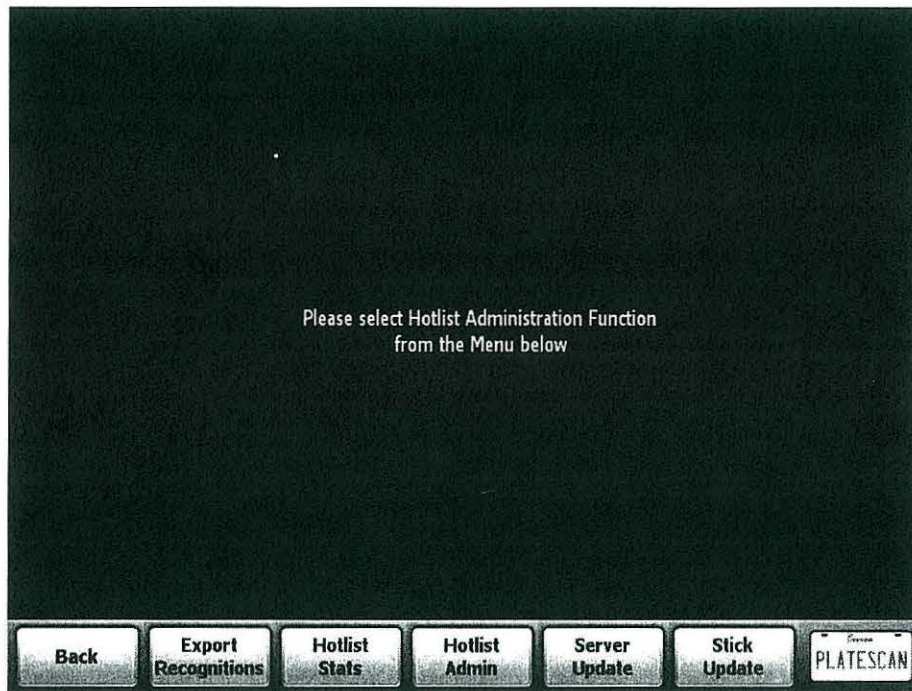 Please select Hotlist Administration Function
from the Menu below
Back
Export
Recognitions
Hotlist
Stats
Hotlist
Admin
Server
Update
Stick
Update
PLATESCAN